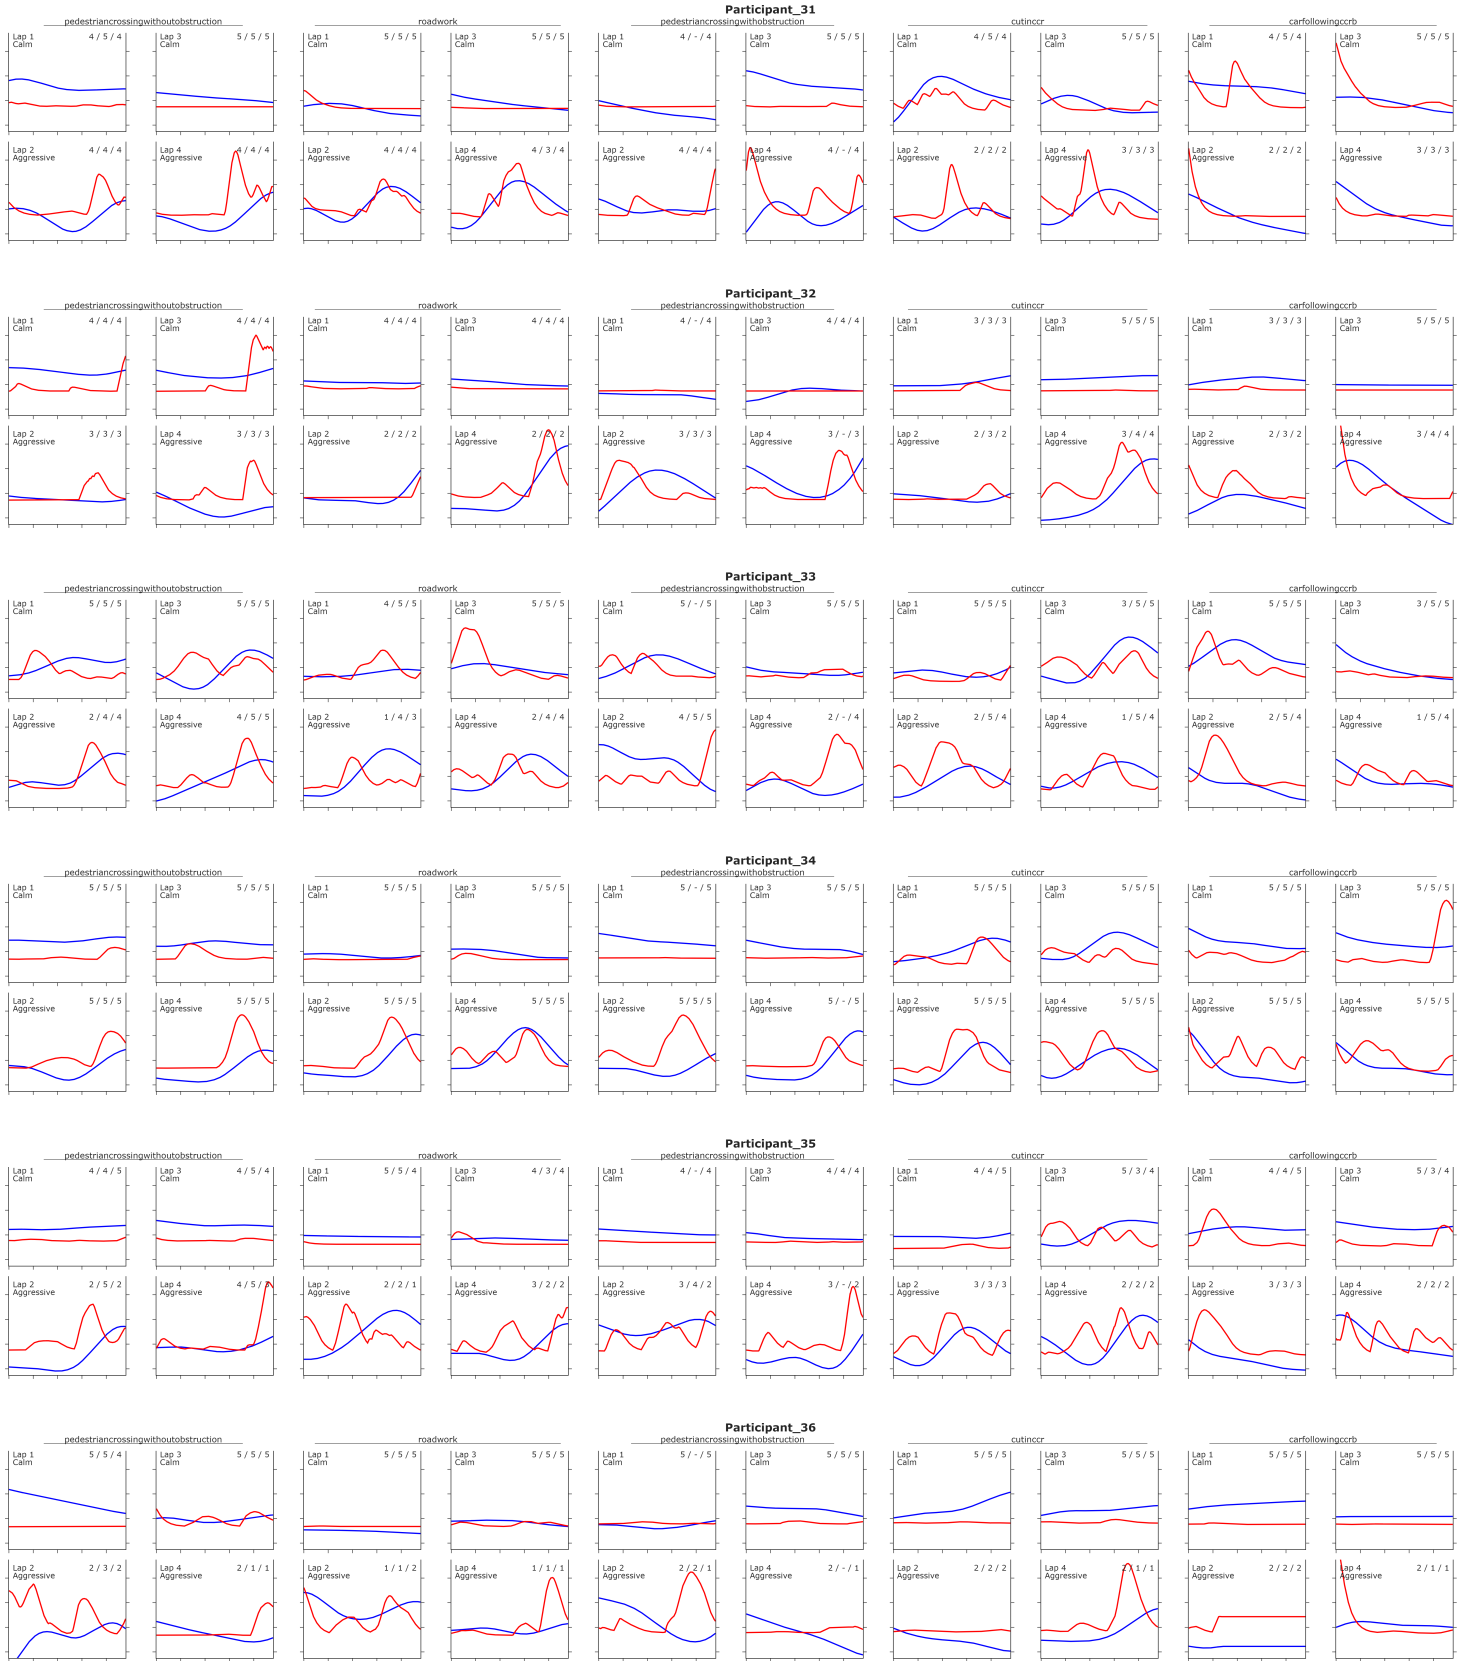 Participant_31
pedestriancrossingwithoutobstruction roadwork pedestriancrossingwithobstruction cutinccr carfollowingccrb
Lap 1 4 / 5 / 4 Lap 3 5 / 5 / 5 Lap 1 5 / 5 / 5 Lap 3 5 / 5 / 5 Lap 1 4 / - / 4 Lap 3 5 / 5 / 5 Lap 1 4 / 5 / 4 Lap 3 5 / 5 / 5 Lap 1 4 / 5 / 4 Lap 3 5 / 5 / 5
Calm Calm Calm Calm Calm Calm Calm Calm Calm Calm
Lap 2 4 / 4 / 4 Lap 4 4 / 4 / 4 Lap 2 4 / 4 / 4 Lap 4 4 / 3 / 4 Lap 2 4 / 4 / 4 Lap 4 4 / - / 4 Lap 2 2 / 2 / 2 Lap 4 3 / 3 / 3 Lap 2 2 / 2 / 2 Lap 4 3 / 3 / 3
Aggressive Aggressive Aggressive Aggressive Aggressive Aggressive Aggressive Aggressive Aggressive Aggressive
Participant_32
pedestriancrossingwithoutobstruction roadwork pedestriancrossingwithobstruction cutinccr carfollowingccrb
Lap 1 4 / 4 / 4 Lap 3 4 / 4 / 4 Lap 1 4 / 4 / 4 Lap 3 4 / 4 / 4 Lap 1 4 / - / 4 Lap 3 4 / 4 / 4 Lap 1 3 / 3 / 3 Lap 3 5 / 5 / 5 Lap 1 3 / 3 / 3 Lap 3 5 / 5 / 5
Calm Calm Calm Calm Calm Calm Calm Calm Calm Calm
Lap 2 3 / 3 / 3 Lap 4 3 / 3 / 3 Lap 2 2 / 2 / 2 Lap 4 2 / 2 / 2 Lap 2 3 / 3 / 3 Lap 4 3 / - / 3 Lap 2 2 / 3 / 2 Lap 4 3 / 4 / 4 Lap 2 2 / 3 / 2 Lap 4 3 / 4 / 4
Aggressive Aggressive Aggressive Aggressive Aggressive Aggressive Aggressive Aggressive Aggressive Aggressive
Participant_33
pedestriancrossingwithoutobstruction roadwork pedestriancrossingwithobstruction cutinccr carfollowingccrb
Lap 1 5 / 5 / 5 Lap 3 5 / 5 / 5 Lap 1 4 / 5 / 5 Lap 3 5 / 5 / 5 Lap 1 5 / - / 5 Lap 3 5 / 5 / 5 Lap 1 5 / 5 / 5 Lap 3 3 / 5 / 5 Lap 1 5 / 5 / 5 Lap 3 3 / 5 / 5
Calm Calm Calm Calm Calm Calm Calm Calm Calm Calm
Lap 2 2 / 4 / 4 Lap 4 4 / 5 / 5 Lap 2 1 / 4 / 3 Lap 4 2 / 4 / 4 Lap 2 4 / 5 / 5 Lap 4 2 / - / 4 Lap 2 2 / 5 / 4 Lap 4 1 / 5 / 4 Lap 2 2 / 5 / 4 Lap 4 1 / 5 / 4
Aggressive Aggressive Aggressive Aggressive Aggressive Aggressive Aggressive Aggressive Aggressive Aggressive
Participant_34
pedestriancrossingwithoutobstruction roadwork pedestriancrossingwithobstruction cutinccr carfollowingccrb
Lap 1 5 / 5 / 5 Lap 3 5 / 5 / 5 Lap 1 5 / 5 / 5 Lap 3 5 / 5 / 5 Lap 1 5 / - / 5 Lap 3 5 / 5 / 5 Lap 1 5 / 5 / 5 Lap 3 5 / 5 / 5 Lap 1 5 / 5 / 5 Lap 3 5 / 5 / 5
Calm Calm Calm Calm Calm Calm Calm Calm Calm Calm
Lap 2 5 / 5 / 5 Lap 4 5 / 5 / 5 Lap 2 5 / 5 / 5 Lap 4 5 / 5 / 5 Lap 2 5 / 5 / 5 Lap 4 5 / - / 5 Lap 2 5 / 5 / 5 Lap 4 5 / 5 / 5 Lap 2 5 / 5 / 5 Lap 4 5 / 5 / 5
Aggressive Aggressive Aggressive Aggressive Aggressive Aggressive Aggressive Aggressive Aggressive Aggressive
Participant_35
pedestriancrossingwithoutobstruction roadwork pedestriancrossingwithobstruction cutinccr carfollowingccrb
Lap 1 4 / 4 / 5 Lap 3 4 / 5 / 4 Lap 1 5 / 5 / 4 Lap 3 4 / 3 / 4 Lap 1 4 / - / 4 Lap 3 4 / 4 / 4 Lap 1 4 / 4 / 5 Lap 3 5 / 3 / 4 Lap 1 4 / 4 / 5 Lap 3 5 / 3 / 4
Calm Calm Calm Calm Calm Calm Calm Calm Calm Calm
Lap 2 2 / 5 / 2 Lap 4 4 / 5 / Lap 2 2 / 2 / 1 Lap 4 3 / 2 / 2 Lap 2 3 / 4 / 2 Lap 4 3 / - / 2 Lap 2 3 / 3 / 3 Lap 4 2 / 2 / 2 Lap 2 3 / 3 / 3 Lap 4 2 / 2 / 2
Aggressive Aggressive Aggressive Aggressive Aggressive Aggressive Aggressive Aggressive Aggressive Aggressive
Participant_36
pedestriancrossingwithoutobstruction roadwork pedestriancrossingwithobstruction cutinccr carfollowingccrb
Lap 1 5 / 5 / 4 Lap 3 5 / 5 / 5 Lap 1 5 / 5 / 5 Lap 3 5 / 5 / 5 Lap 1 5 / - / 5 Lap 3 5 / 5 / 5 Lap 1 5 / 5 / 5 Lap 3 5 / 5 / 5 Lap 1 5 / 5 / 5 Lap 3 5 / 5 / 5
Calm Calm Calm Calm Calm Calm Calm Calm Calm Calm
Lap 2 2 / 3 / 2 Lap 4 2 / 1 / 1 Lap 2 1 / 1 / 2 Lap 4 1 / 1 / 1 Lap 2 2 / 2 / 1 Lap 4 2 / - / 1 Lap 2 2 / 2 / 2 Lap 4 2 / 1 / 1 Lap 2 2 / 2 / 2 Lap 4 2 / 1 / 1
Aggressive Aggressive Aggressive Aggressive Aggressive Aggressive Aggressive Aggressive Aggressive Aggressive